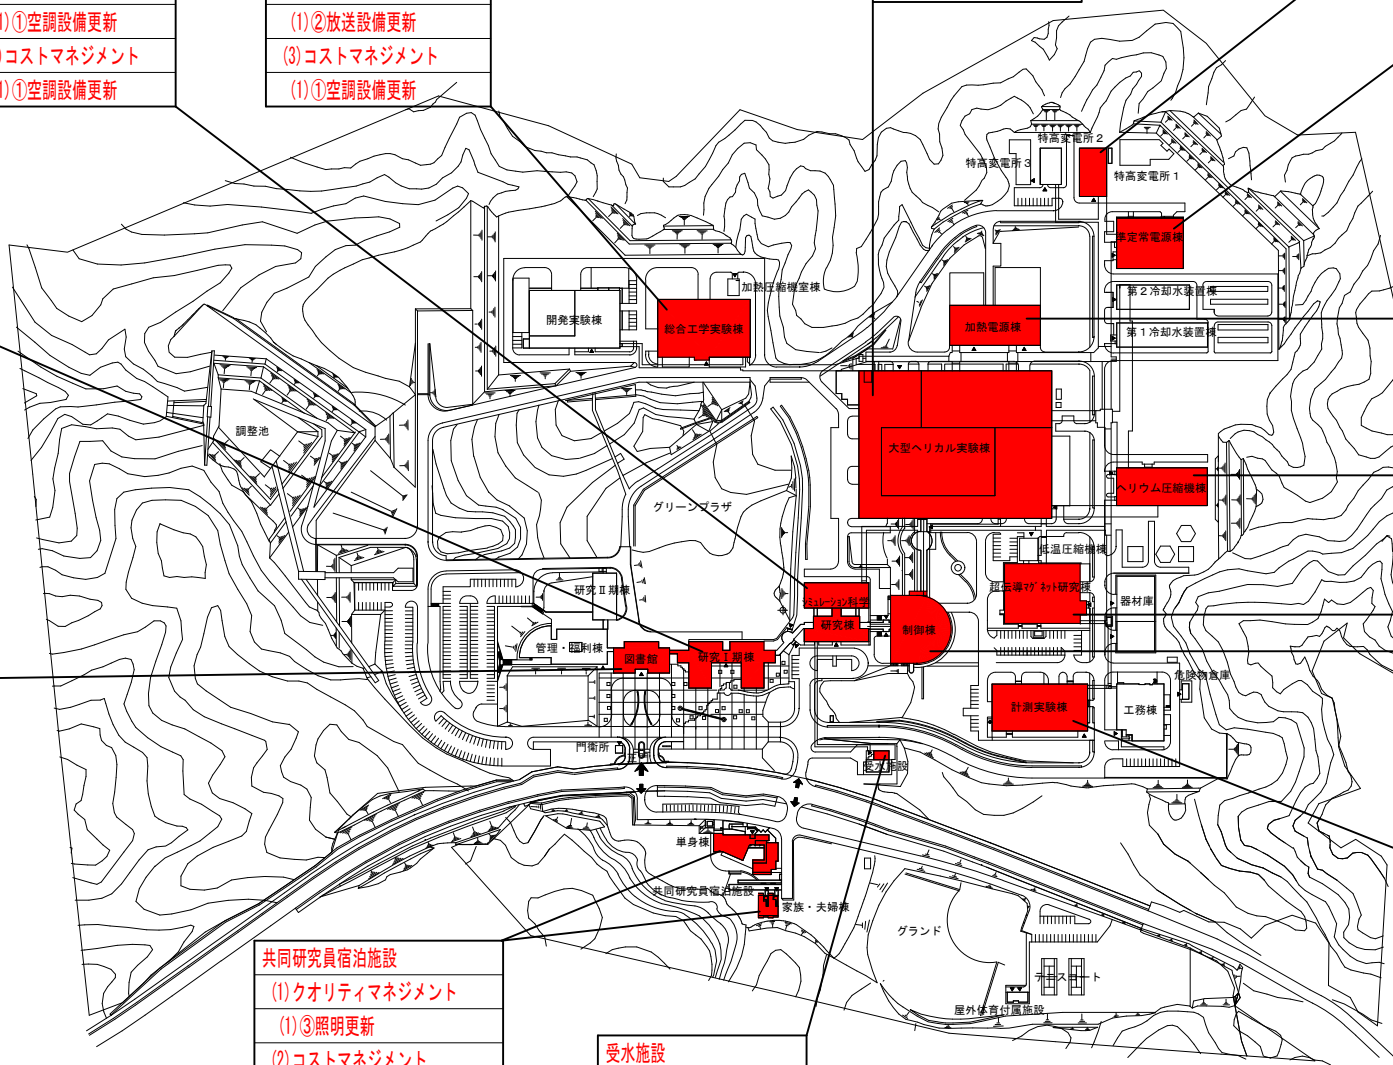 ①空調設備更新
コストマネジメント
①空調設備更新
(1)②放送設備更新
(3)コストマネジメント
(1)①空調設備更新
特高変電所2
特高変電所3
特高変電所1
準定常電源棟
加熱圧縮機室棟
第2冷却水装置棟
開発実験棟
総合工学実験棟
加熱電源棟
第1冷却水装置棟
調整池
大型ヘリカル実験棟
ヘリウム圧縮機棟
グリーンプラザ
低温圧縮機棟
研究Ⅱ期棟
超伝導マグネット研究棟
シミュレーション科学
研究棟
器材庫
制御棟
管理・福利棟
図書館
研究Ⅰ期棟
危険物倉庫
計測実験棟
工務棟
門衛所
受水施設
単身棟
共同研究員宿泊施設
家族・夫婦棟
グランド
テニスコート
屋外体育付属施設
共同研究員宿泊施設
(1)クオリティマネジメント
(1)③照明更新
(2)コストマネジメント
受水施設